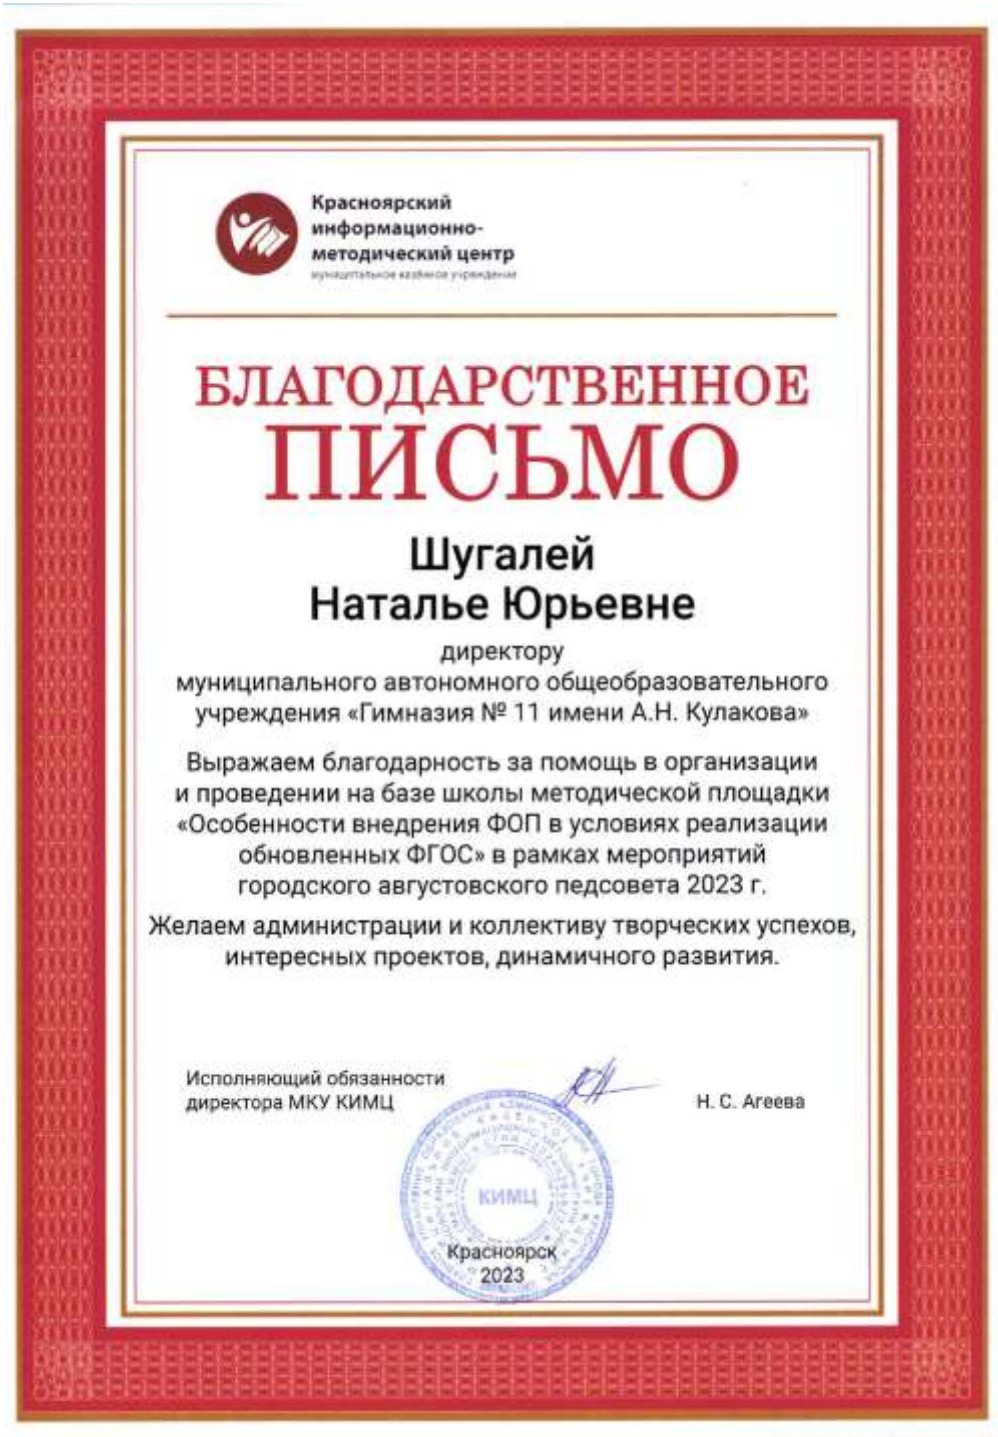 Красноярский
информационно-
методический центр
муниципальное казённое учреждение
БЛАГОДАРСТВЕННОЕ
ПИСЬМО
Шугалей
Наталье Юрьевне
директору
муниципального автономного общеобразовательного
учреждения «Гимназия № 11 имени А.Н. Кулакова»
Выражаем благодарность за помощь в организации
и проведении на базе школы методической площадки
«Особенности внедрения ФОП в условиях реализации
обновленных ФГОС» в рамках мероприятий
городского августовского педсовета 2023 г.
Желаем администрации и коллективу творческих успехов,
интересных проектов, динамичного развития.
Исполняющий обязанности
директора МКУ КИМЦ
Н. С. Агеева
КИМЦ
Красноярск
2023